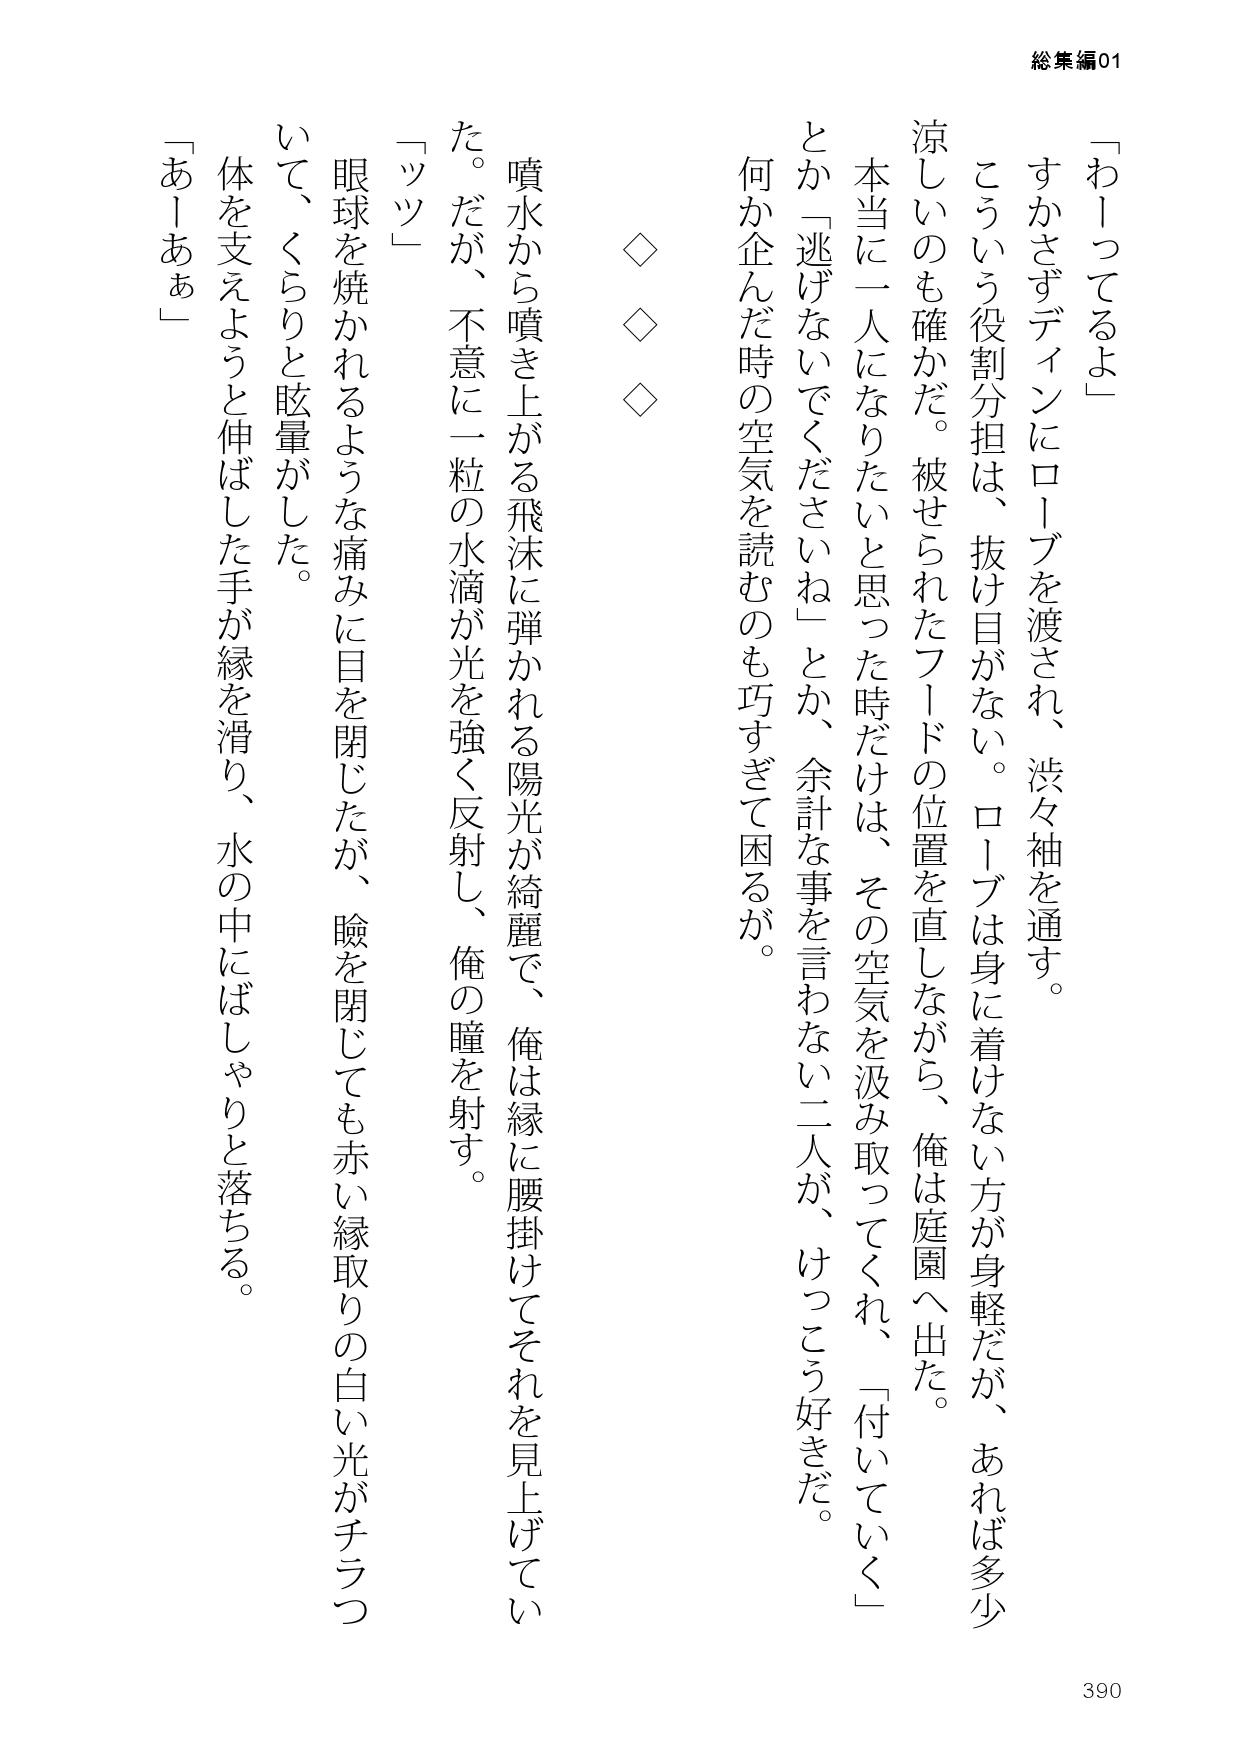 総集編01
「わーってるよ」
すかさずディンにローブを渡され、渋々袖を通す。
こういう役割分担は、抜け目がない。ローブは身に着けない方が身軽だが、あれば多少
涼しいのも確かだ。被せられたフードの位置を直しながら、俺は庭園へ出た。
本当に一人になりたいと思った時だけは、その空気を汲み取ってくれ、「付いていく」
とか「逃げないでくださいね」とか、余計な事を言わない二人が、けっこう好きだ。
何か企んだ時の空気を読むのも巧すぎて困るが。
◇ ◇ ◇
噴水から噴き上がる飛沫に弾かれる陽光が綺麗で、俺は縁に腰掛けてそれを見上げてい
た。だが、不意に一粒の水滴が光を強く反射し、俺の瞳を射す。
「ッツ」
眼球を焼かれるような痛みに目を閉じたが、瞼を閉じても赤い縁取りの白い光がチラつ
いて、くらりと眩暈がした。
体を支えようと伸ばした手が縁を滑り、水の中にばしゃりと落ちる。
「あーあぁ」
390